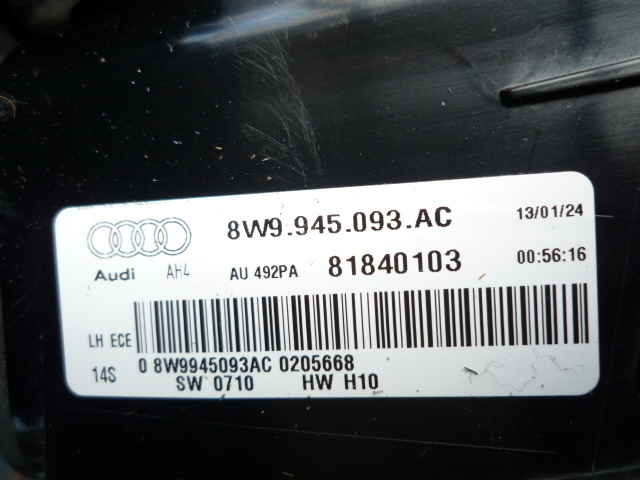 8W9.945.093.AC 13/01/24
Audi AH4 AU 492PA 81840103 00:56:16
LH ECE
14S 0 8W9945093AC 0205668
SW 0710 HW H10